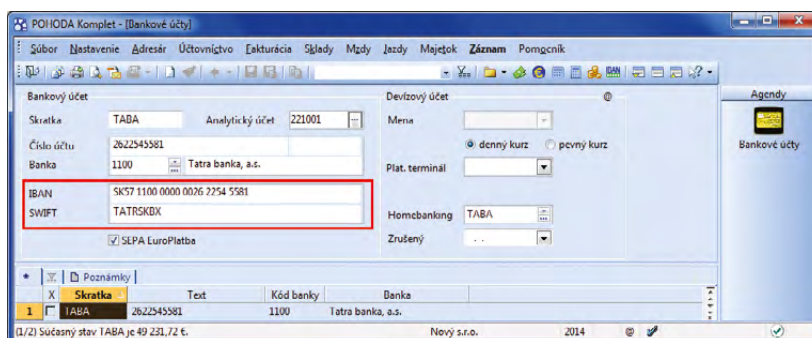 POHODA Komplet - [Bankové účty]
Súbor Nastavenie Adresár Účtovníctvo Fakturácia Sklady Mzdy Jazdy Majetok Záznam Pomocník
Bankový účet Devízový účet @ Agendy
Skratka TABA Analytický účet 221001 ... Mena
Číslo účtu 2622545581 denný kurz pevný kurz Bankové účty
Banka 1100 Tatra banka, a.s. Plat. terminál
IBAN SK57 1100 0000 0026 2254 5581
SWIFT TATRSKBX Homebanking TABA
SEPA EuroPlatba Zrušený . .
* Poznámky
X Skratka Text Kód banky Banka
1 TABA 2622545581 1100 Tatra banka, a.s.
(1/2) Súčasný stav TABA je 49 231,72 €. Nový s.r.o. 2014 @